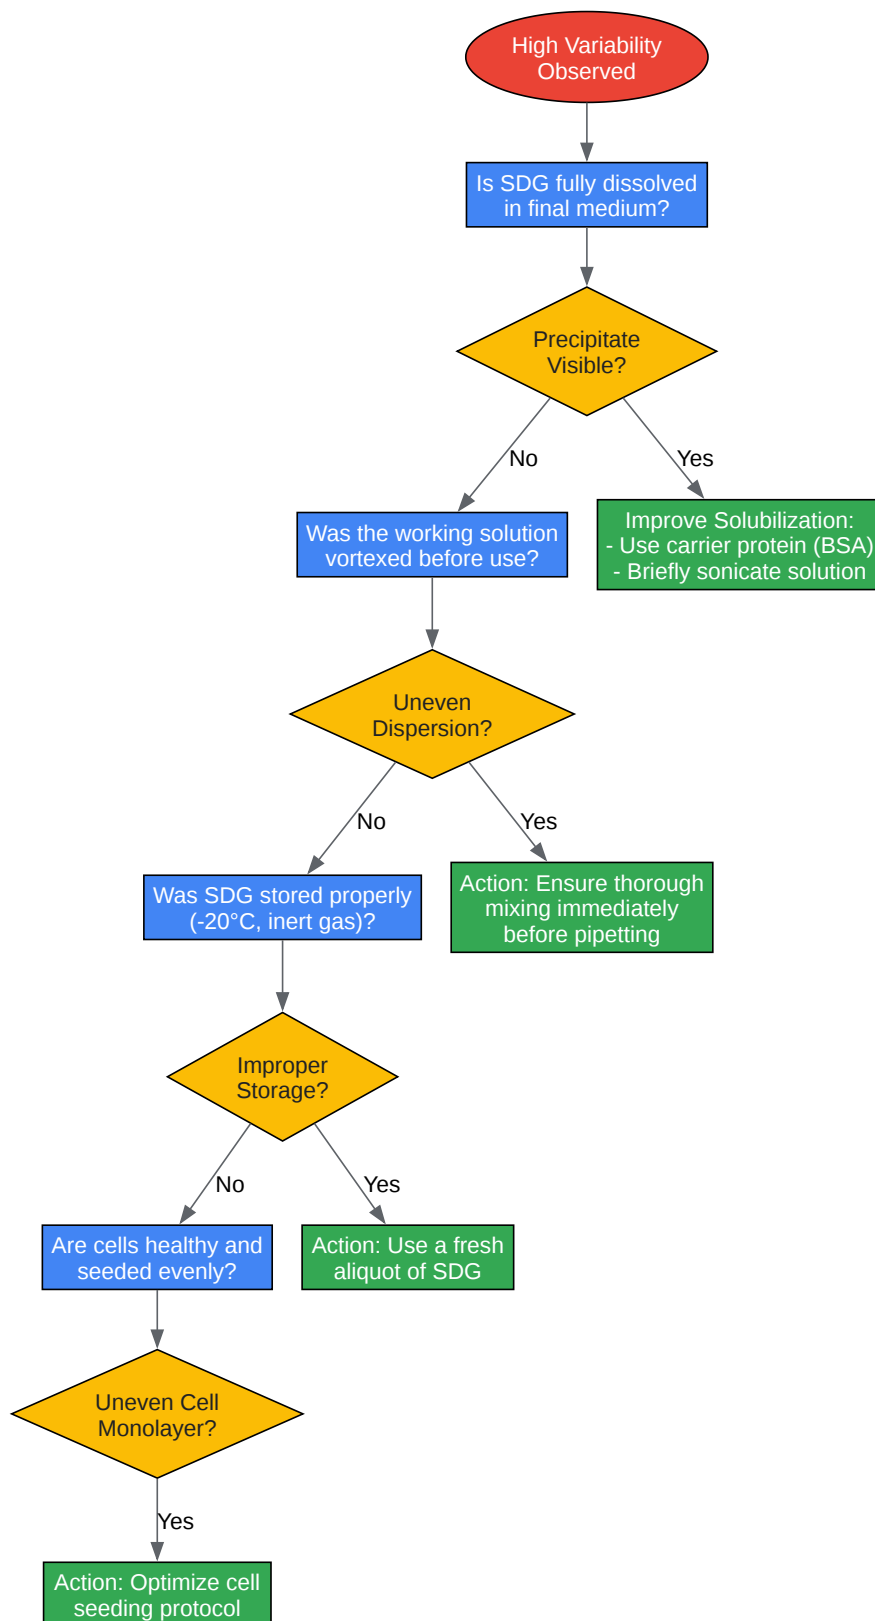 High Variability
Observed
Is SDG fully dissolved
in final medium?
Precipitate
Visible?
No
Yes
Was the working solution
vortexed before use?
Improve Solubilization:
- Use carrier protein (BSA)
- Briefly sonicate solution
Uneven
Dispersion?
No
Yes
Was SDG stored properly
(-20°C, inert gas)?
Action: Ensure thorough
mixing immediately
before pipetting
Improper
Storage?
No
Yes
Are cells healthy and
seeded evenly?
Action: Use a fresh
aliquot of SDG
Uneven Cell
Monolayer?
Yes
Action: Optimize cell
seeding protocol